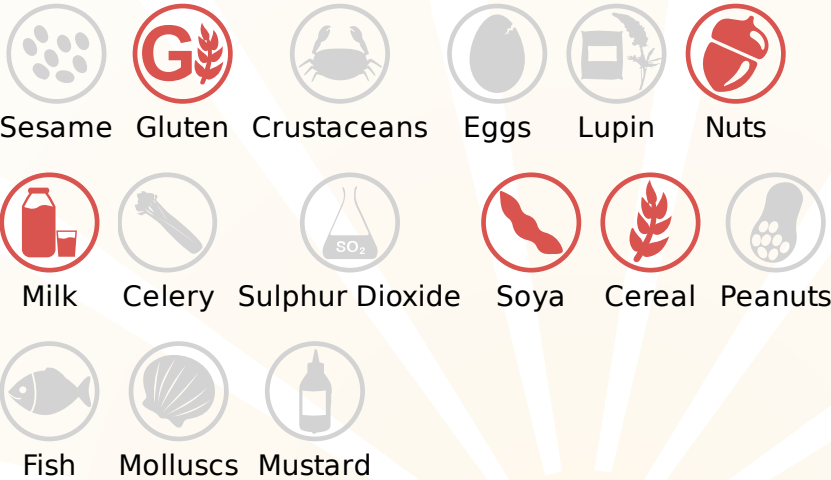 G
Sesame Gluten Crustaceans Eggs Lupin Nuts
SO₂
Milk Celery Sulphur Dioxide Soya Cereal Peanuts
Fish Molluscs Mustard